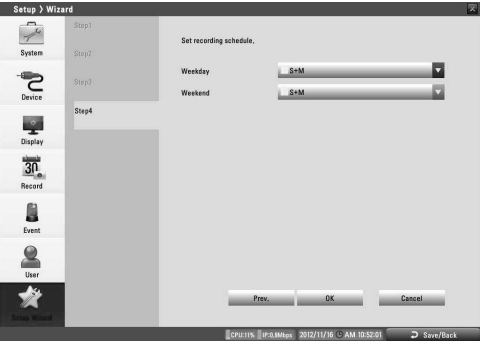 Setup > Wizard
System
Device
Display
Record
30
Event
User
Setup Wizard
Step1
Step2
Step3
Step4
Set recording schedule.
Weekday
S+M
Weekend
S+M
Prev.
OK
Cancel
CPU:11% IP:0.8Mbps 2012/11/16 AM 10:52:01 Save/Back